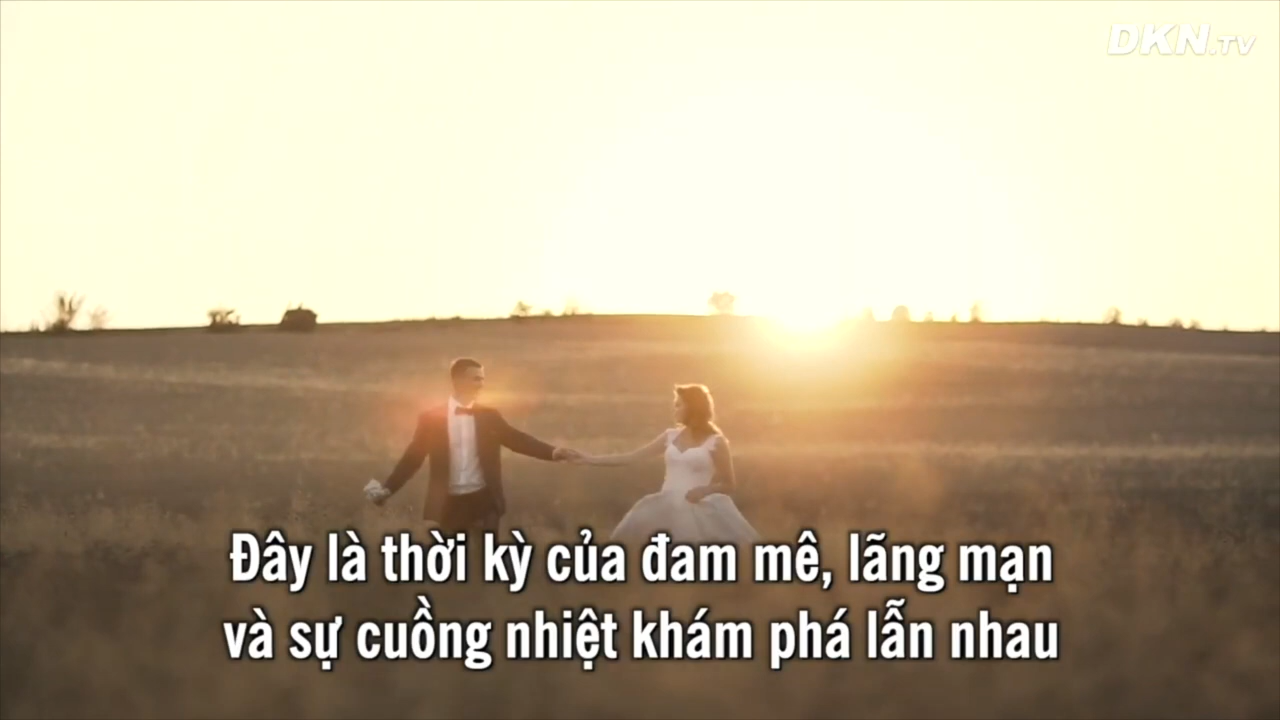 DKN.TV
Đây là thời kỳ của đam mê, lãng mạn
và sự cuồng nhiệt khám phá lẫn nhau